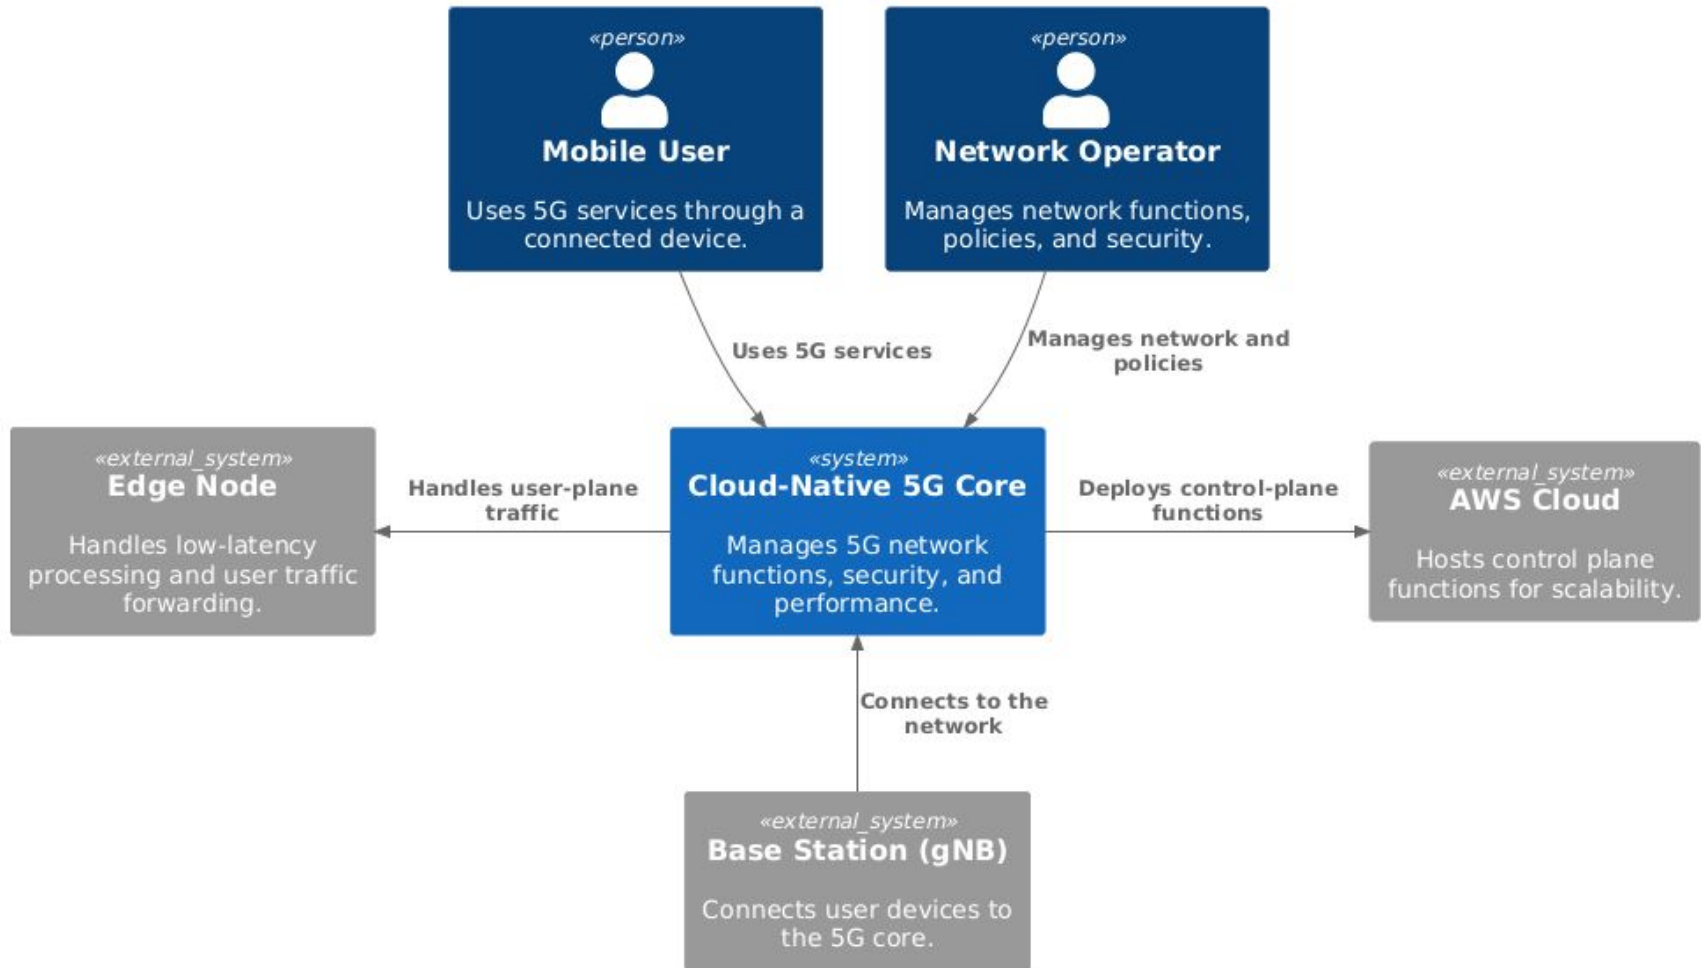 «person»
Mobile User
Uses 5G services through a
connected device.
«person»
Network Operator
Manages network functions,
policies, and security.
Uses 5G services
Manages network and
policies
«external_system»
Edge Node
Handles low-latency
processing and user traffic
forwarding.
Handles user-plane
traffic
«system»
Cloud-Native 5G Core
Manages 5G network
functions, security, and
performance.
Deploys control-plane
functions
«external_system»
AWS Cloud
Hosts control plane
functions for scalability.
Connects to the
network
«external_system»
Base Station (gNB)
Connects user devices to
the 5G core.